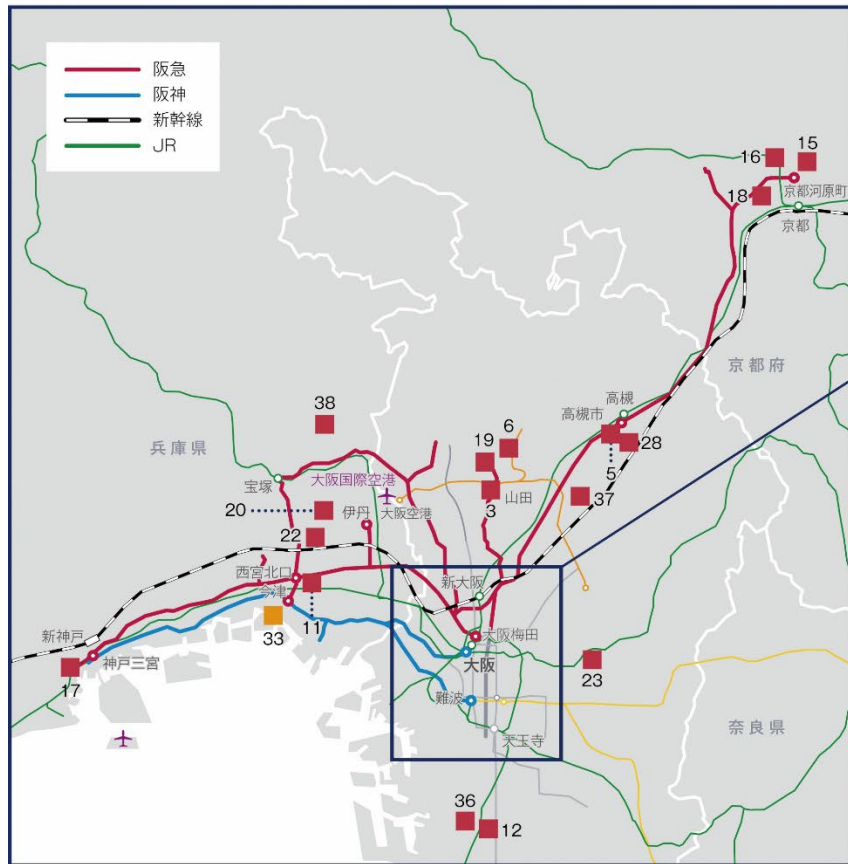 阪急
阪神
新幹線
JR
16
15
18
京都河原町
京都
京都府
高槻
高槻市
38
兵庫県
6
19
28
5
宝塚
大阪国際空港
山田
37
20
伊丹
大阪空港
3
22
西宮北口
新大阪
今津
33
11
新神戸
大阪梅田
神戸三宮
大阪
17
23
難波
天王寺
奈良県
36
12